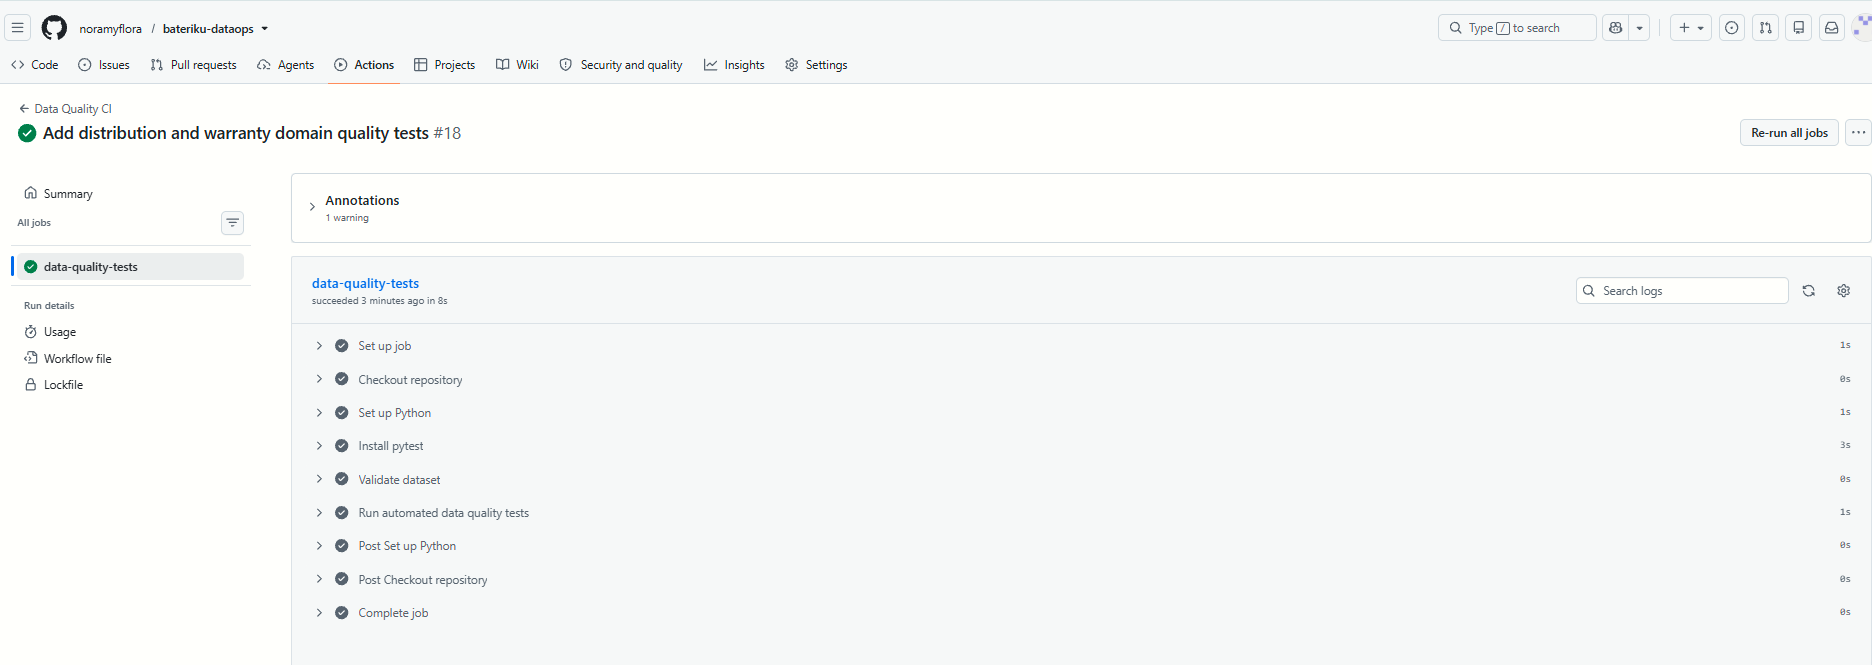 noramyflora / bateriku-dataops
Type / to search
Code Issues Pull requests Agents Actions Projects Wiki Security and quality Insights Settings
Data Quality CI
Add distribution and warranty domain quality tests #18
Re-run all jobs
Summary
All jobs
data-quality-tests
Run details
Usage
Workflow file
Lockfile
Annotations
1 warning
data-quality-tests
succeeded 3 minutes ago in 8s
Search logs
Set up job 1s
Checkout repository 0s
Set up Python 1s
Install pytest 3s
Validate dataset 0s
Run automated data quality tests 1s
Post Set up Python 0s
Post Checkout repository 0s
Complete job 0s